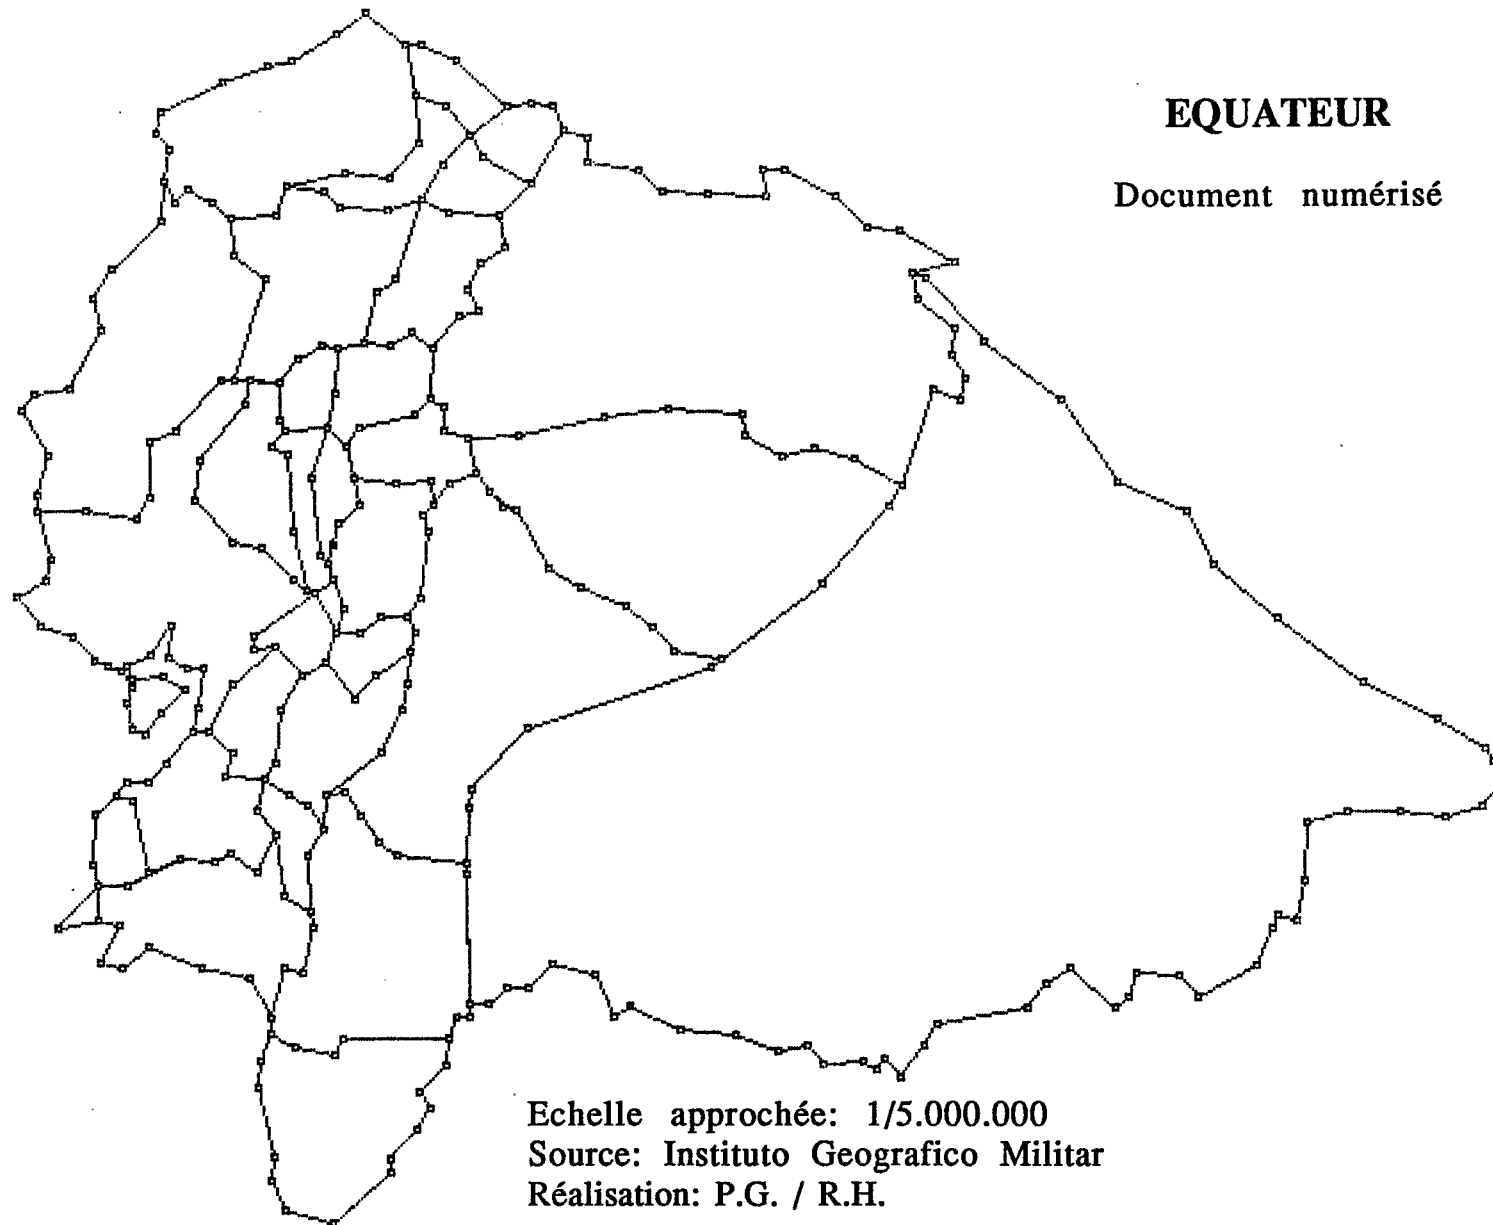 EQUATEUR
Document numérisé
Echelle approchée: 1/5.000.000
Source: Instituto Geografico Militar
Réalisation: P.G. / R.H.